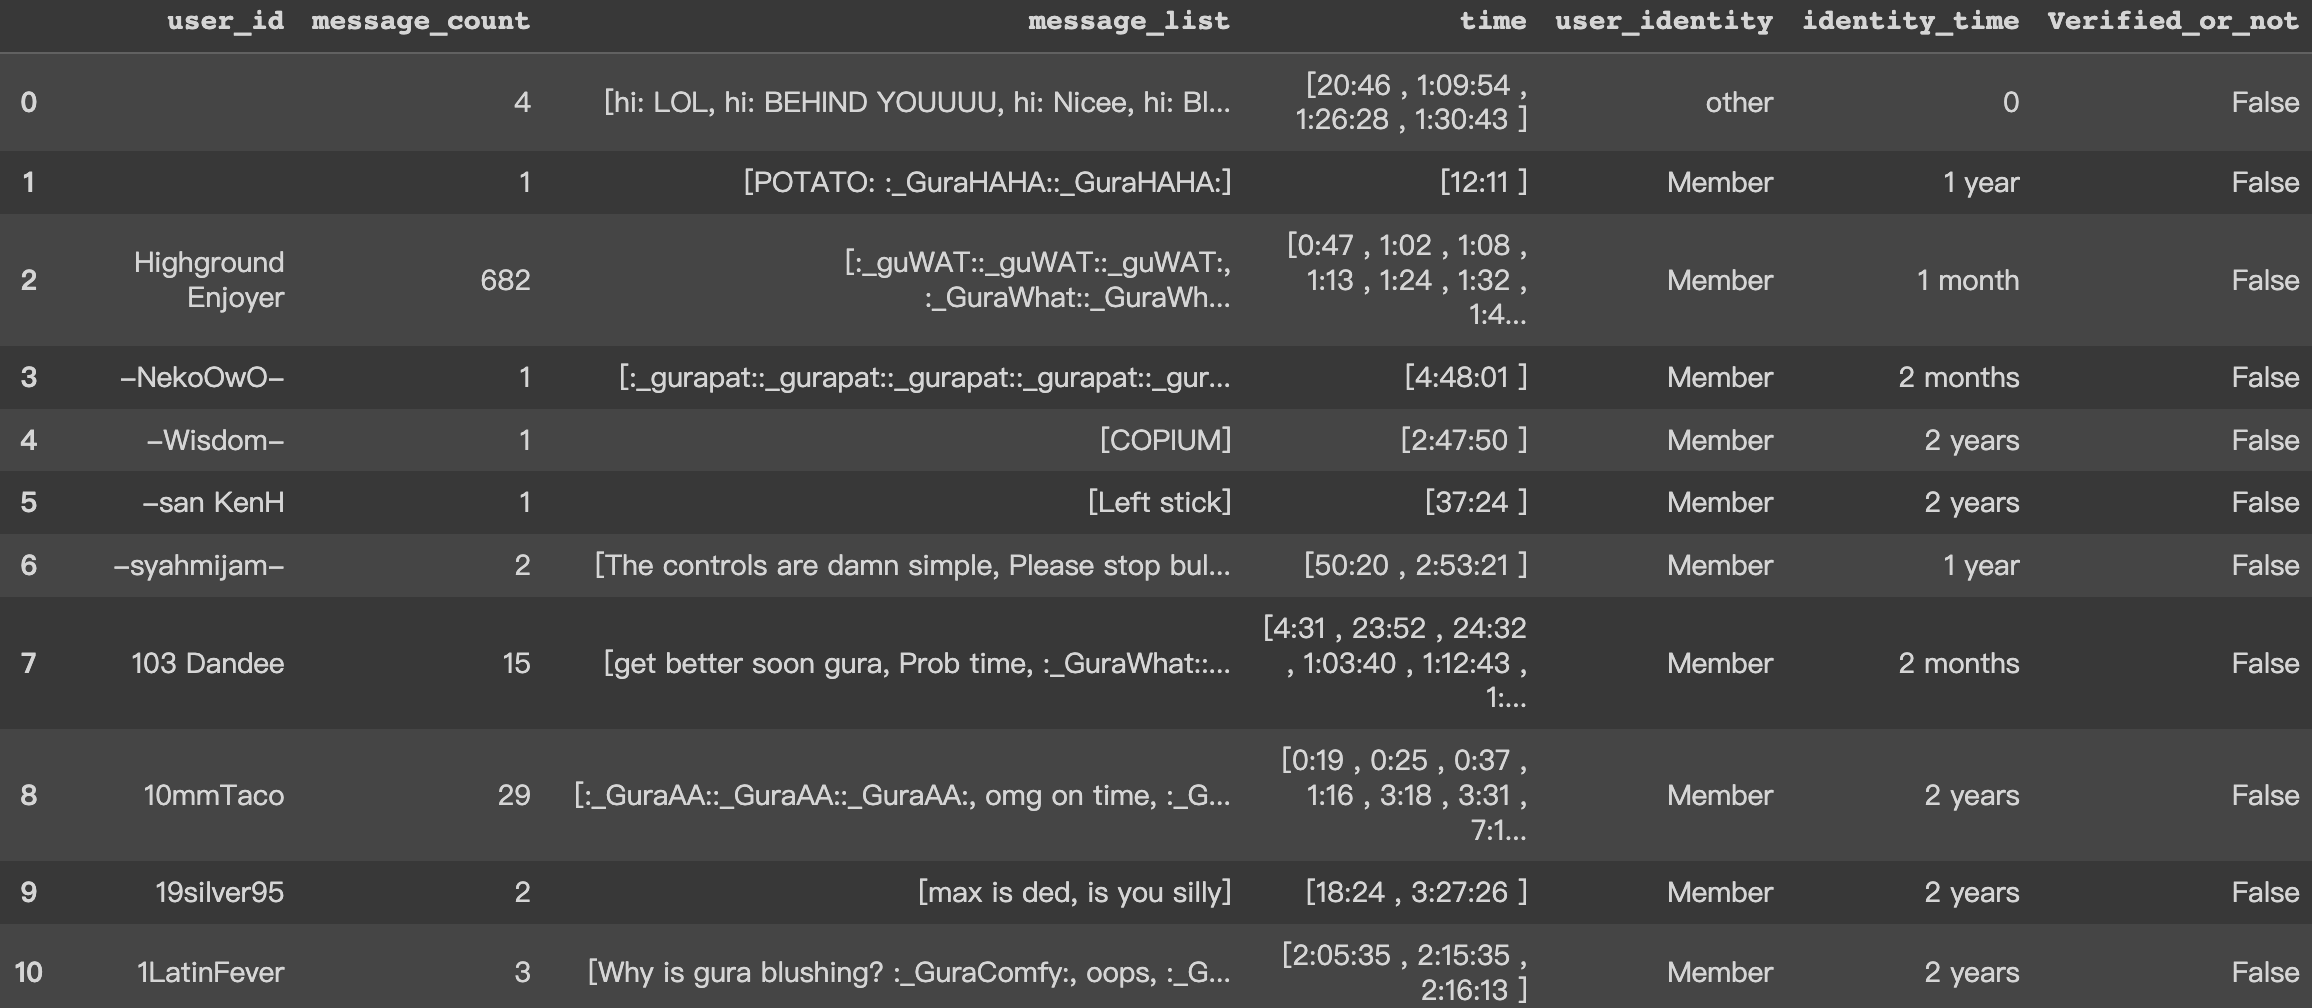 user_id message_count message_list time user_identity identity_time Verified_or_not
0 4 [hi: LOL, hi: BEHIND YOUUUU, hi: Nicee, hi: Bl... [20:46 , 1:09:54 , 1:26:28 , 1:30:43 ] other 0 False
1 1 [POTATO: :_GuraHAHA::_GuraHAHA:] [12:11 ] Member 1 year False
2 Highground Enjoyer 682 [:_guWAT::_guWAT::_guWAT:, :_GuraWhat::_GuraWh... [0:47 , 1:02 , 1:08 , 1:13 , 1:24 , 1:32 , 1:4... Member 1 month False
3 –NekoOwO– 1 [:_gurapat::_gurapat::_gurapat::_gurapat::_gur... [4:48:01 ] Member 2 months False
4 –Wisdom– 1 [COPIUM] [2:47:50 ] Member 2 years False
5 –san KenH 1 [Left stick] [37:24 ] Member 2 years False
6 –syahmijam– 2 [The controls are damn simple, Please stop bul... [50:20 , 2:53:21 ] Member 1 year False
7 103 Dandee 15 [get better soon gura, Prob time, :_GuraWhat::... [4:31 , 23:52 , 24:32 , 1:03:40 , 1:12:43 , 1:... Member 2 months False
8 10mmTaco 29 [:_GuraAA::_GuraAA::_GuraAA:, omg on time, :_G... [0:19 , 0:25 , 0:37 , 1:16 , 3:18 , 3:31 , 7:1... Member 2 years False
9 19silver95 2 [max is ded, is you silly] [18:24 , 3:27:26 ] Member 2 years False
10 1LatinFever 3 [Why is gura blushing? :_GuraComfy:, oops, :_G... [2:05:35 , 2:15:35 , 2:16:13 ] Member 2 years False